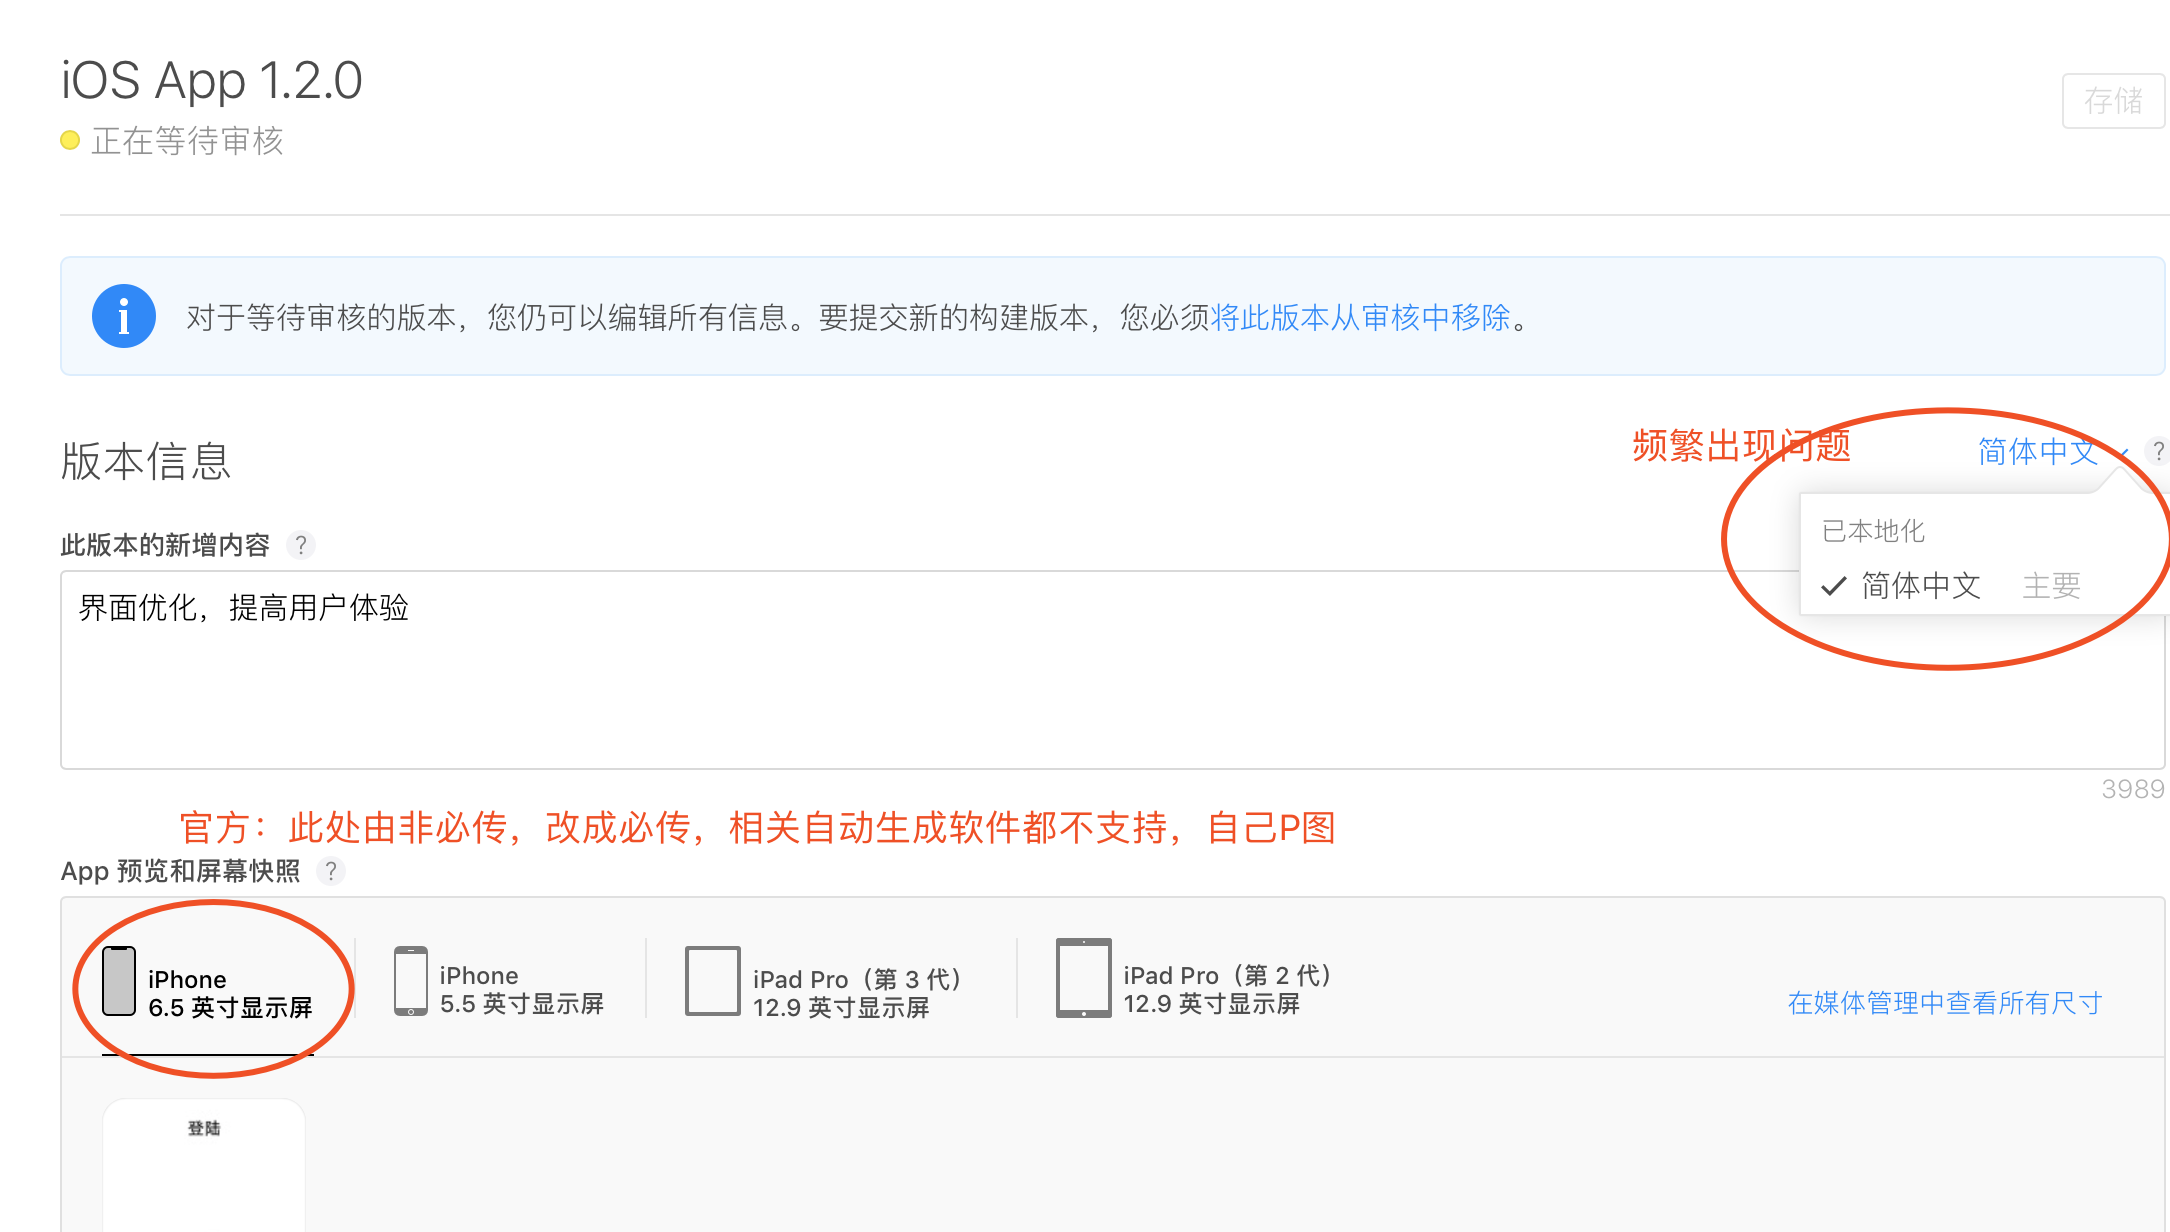 iOS App 1.2.0
存储
正在等待审核
对于等待审核的版本，您仍可以编辑所有信息。要提交新的构建版本，您必须将此版本从审核中移除。
版本信息
频繁出现问题
简体中文
?
已本地化
简体中文 主要
此版本的新增内容 ?
界面优化，提高用户体验
3989
官方：此处由非必传，改成必传，相关自动生成软件都不支持，自己P图
App 预览和屏幕快照 ?
iPhone
6.5 英寸显示屏
iPhone
5.5 英寸显示屏
iPad Pro（第 3 代）
12.9 英寸显示屏
iPad Pro（第 2 代）
12.9 英寸显示屏
在媒体管理中查看所有尺寸
登陆